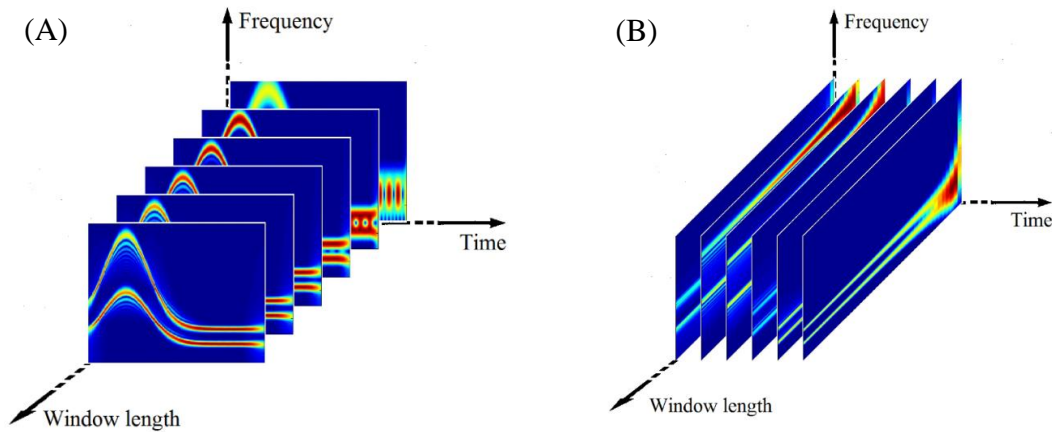 (A)
Frequency
Time
Window length
(B)
Frequency
Time
Window length